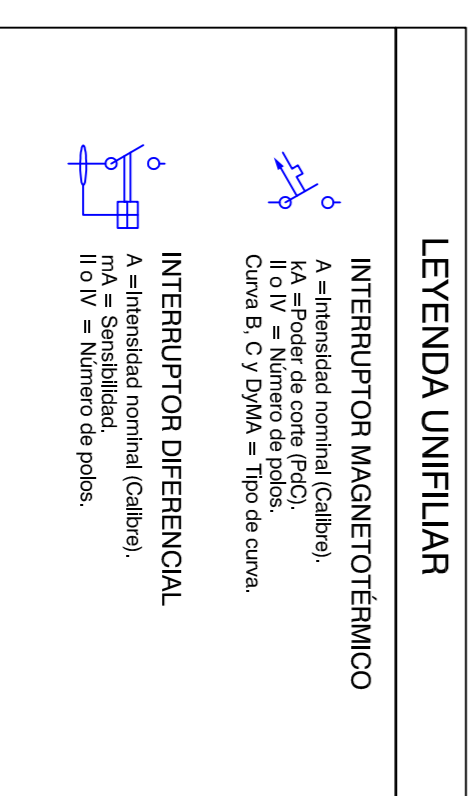 LEYENDA UNIFILIAR
INTERRUPTOR MAGNETOTÉRMICO
A =Intensidad nominal (Calibre).
kA =Poder de corte (PdC).
II o IV = Número de polos.
Curva B, C y DyMA = Tipo de curva.
INTERRUPTOR DIFERENCIAL
A =Intensidad nominal (Calibre).
mA = Sensibilidad.
II o IV = Número de polos.